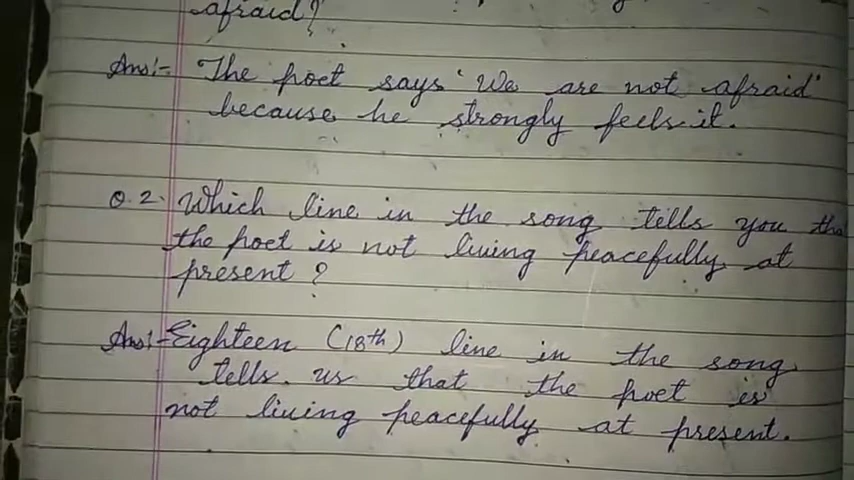 afraid?
Ans:- The poet says 'We are not afraid'
because he strongly feels it.
Q.2. Which line in the song tells you tha
the poet is not living peacefully at
present ?
Ans:- Eighteen (18th) line in the song
tells us that the poet is
not living peacefully at present.